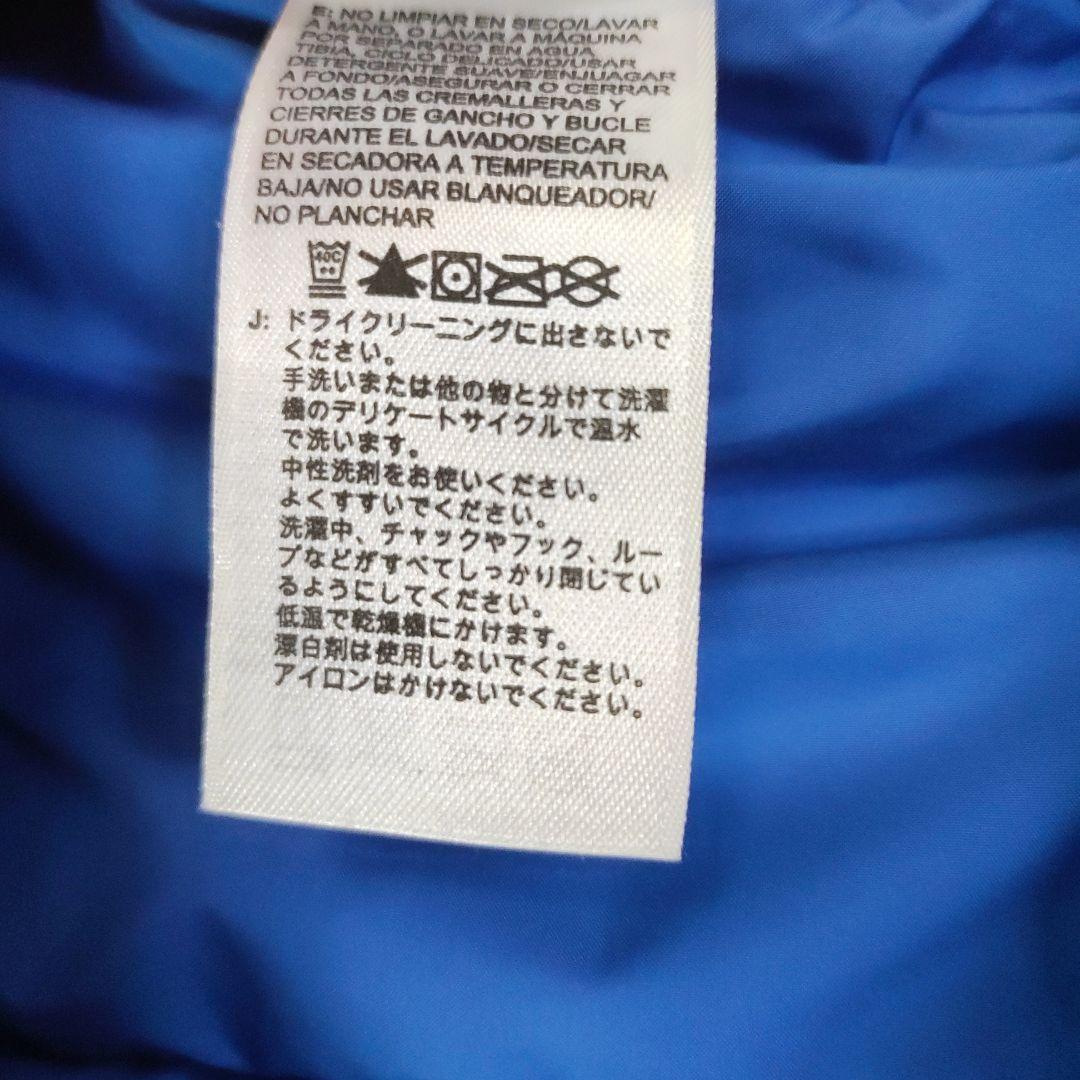 E: NO LIMPIAR EN SECO/LAVAR
A MANO, O LAVAR A MÁQUINA
POR SEPARADO EN AGUA
TIBIA, CICLO DELICADO/USAR
DETERGENTE SUAVE/ENJUAGAR
A FONDO/ASEGURAR O CERRAR
TODAS LAS CREMALLERAS Y
CIERRES DE GANCHO Y BUCLE
DURANTE EL LAVADO/SECAR
EN SECADORA A TEMPERATURA
BAJA/NO USAR BLANQUEADOR/
NO PLANCHAR
40C
J: ドライクリーニングに出さないで
ください。
手洗いまたは他の物と分けて洗濯
機のデリケートサイクルで温水
で洗います。
中性洗剤をお使いください。
よくすすいでください。
洗濯中、チャックやフック、ルー
プなどがすべてしっかり閉じてい
るようにしてください。
低温で乾燥機にかけます。
漂白剤は使用しないでください。
アイロンはかけないでください。